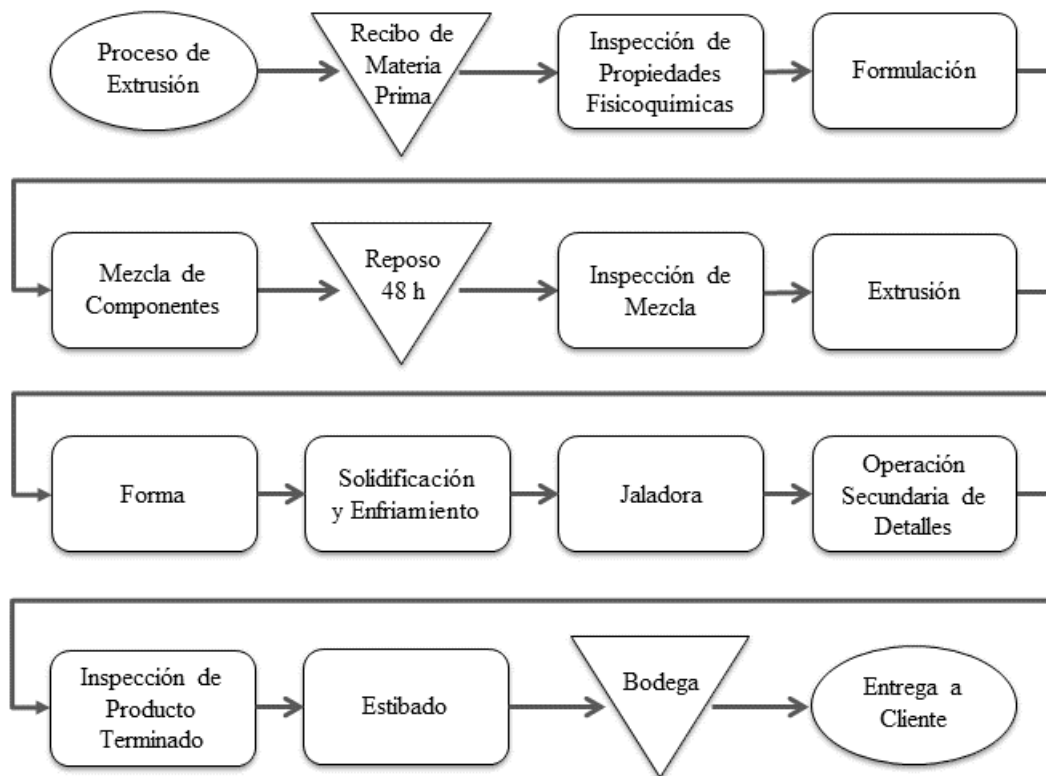 Proceso de
Extrusión
Recibo de
Materia
Prima
Inspección de
Propiedades
Fisicoquímicas
Formulación
Mezcla de
Componentes
Reposo
48 h
Inspección de
Mezcla
Extrusión
Forma
Solidificación
y Enfriamiento
Jaladora
Operación
Secundaria de
Detalles
Inspección de
Producto
Terminado
Estibado
Bodega
Entrega a
Cliente